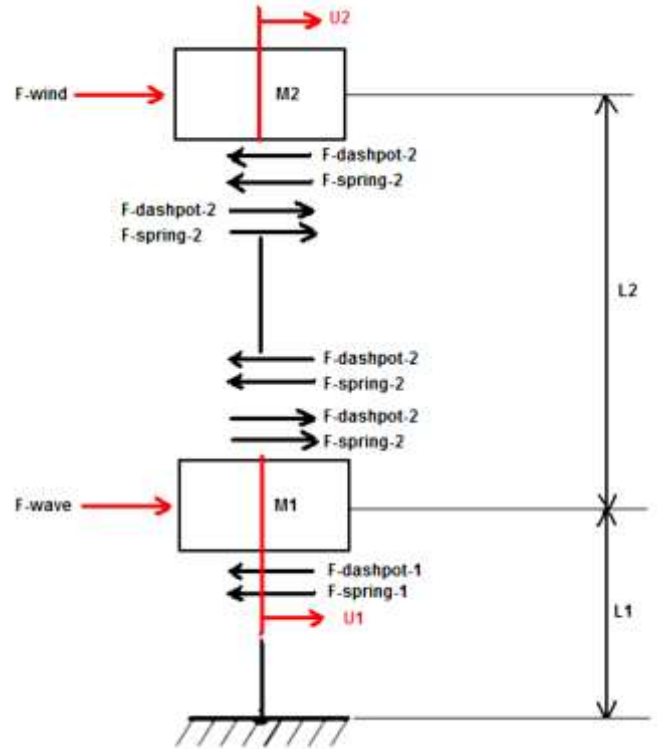 U2
F-wind
M2
F-dashpot-2
F-spring-2
F-dashpot-2
F-spring-2
L2
F-dashpot-2
F-spring-2
F-dashpot-2
F-spring-2
F-wave
M1
F-dashpot-1
F-spring-1
U1
L1